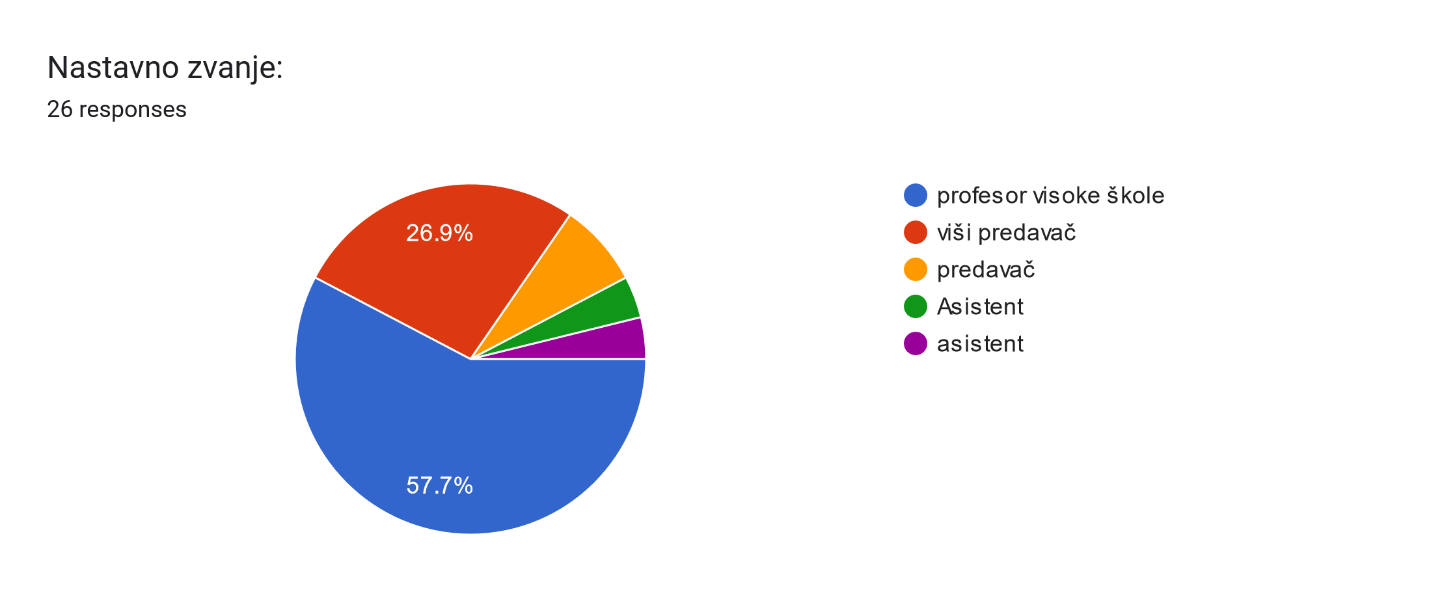 Nastavno zvanje:
26 responses
26.9%
57.7%
profesor visoke škole
viši predavač
predavač
Asistent
asistent